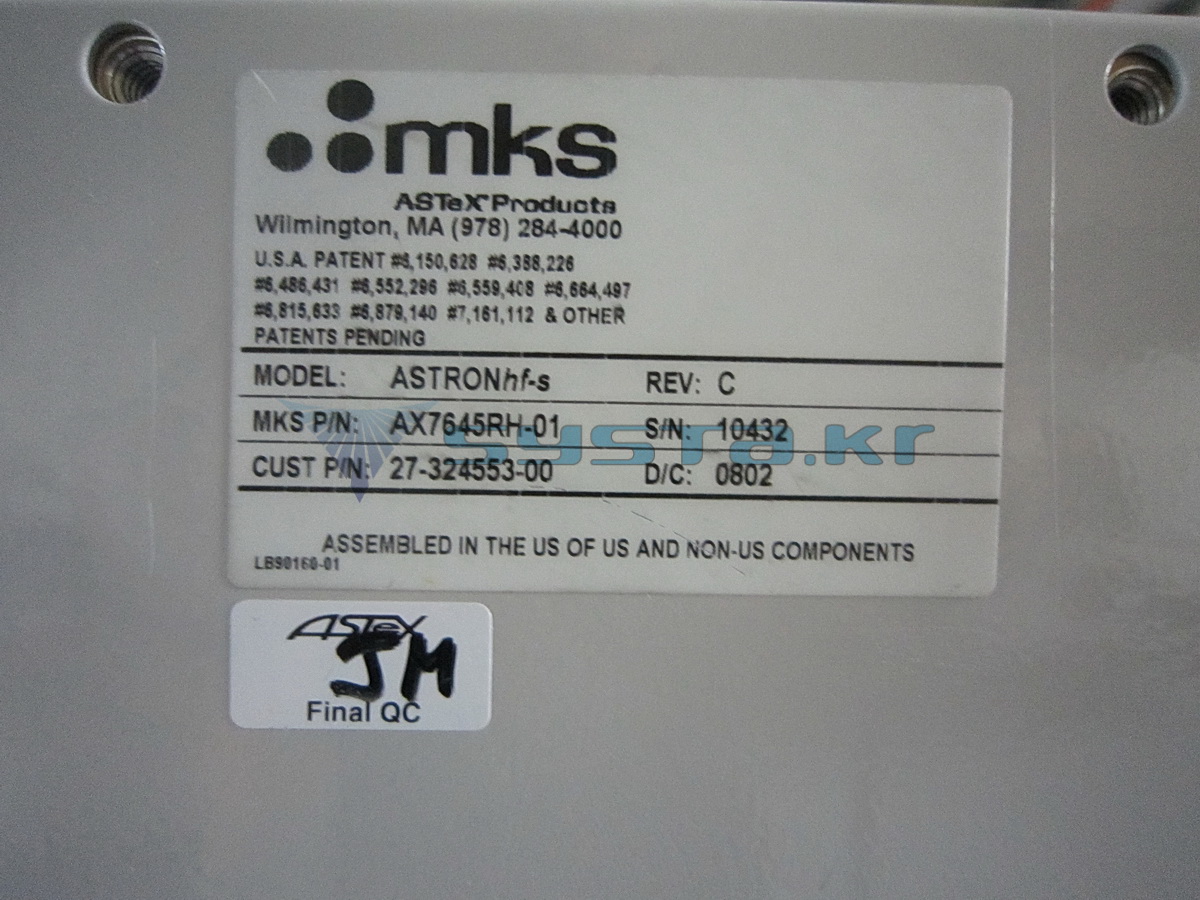 mks
ASTeX® Products
Wilmington, MA (978) 284-4000
U.S.A. PATENT #6,150,628 #6,388,226
#6,486,431 #6,552,296 #6,559,408 #6,664,497
#6,815,633 #6,879,140 #7,161,112 & OTHER
PATENTS PENDING
MODEL: ASTRONhf-s REV: C
MKS P/N: AX7645RH-01 S/N: 10432
systa.kr
CUST P/N: 27-324553-00 D/C: 0802
ASSEMBLED IN THE US OF US AND NON-US COMPONENTS
LB90160-01
ASTeX
JM
Final QC